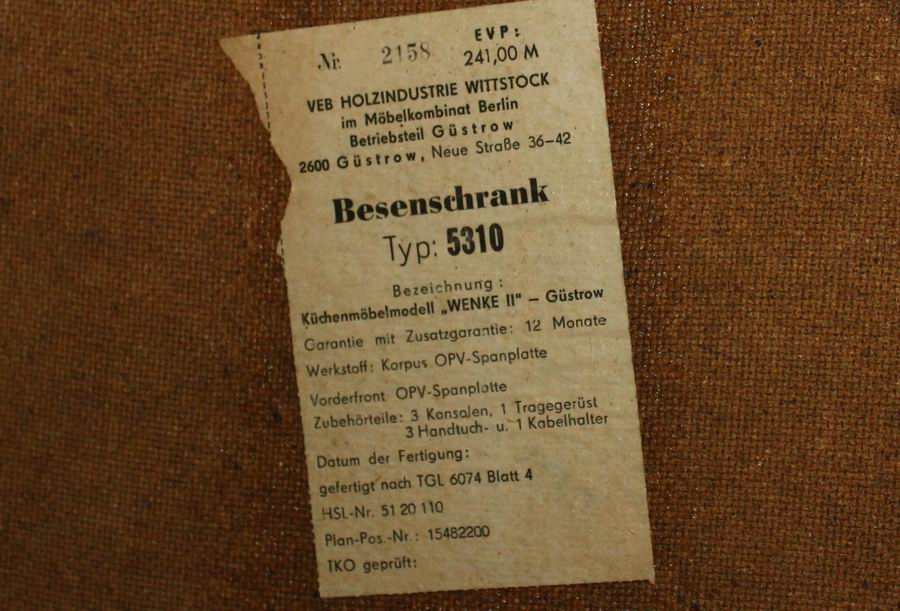 Nr. 2158 EVP:
241,00 M
VEB HOLZINDUSTRIE WITTSTOCK
im Möbelkombinat Berlin
Betriebsteil Güstrow
2600 Güstrow, Neue Straße 36–42
Besenschrank
Typ: 5310
Bezeichnung:
Küchenmöbelmodell „WENKE II“ – Güstrow
Garantie mit Zusatzgarantie: 12 Monate
Werkstoff: Korpus OPV-Spanplatte
Vorderfront OPV-Spanplatte
Zubehörteile: 3 Konsolen, 1 Tragegerüst
3 Handtuch- u. 1 Kabelhalter
Datum der Fertigung:
gefertigt nach TGL 6074 Blatt 4
HSL-Nr. 51 20 110
Plan-Pos.-Nr.: 15482200
TKO geprüft: